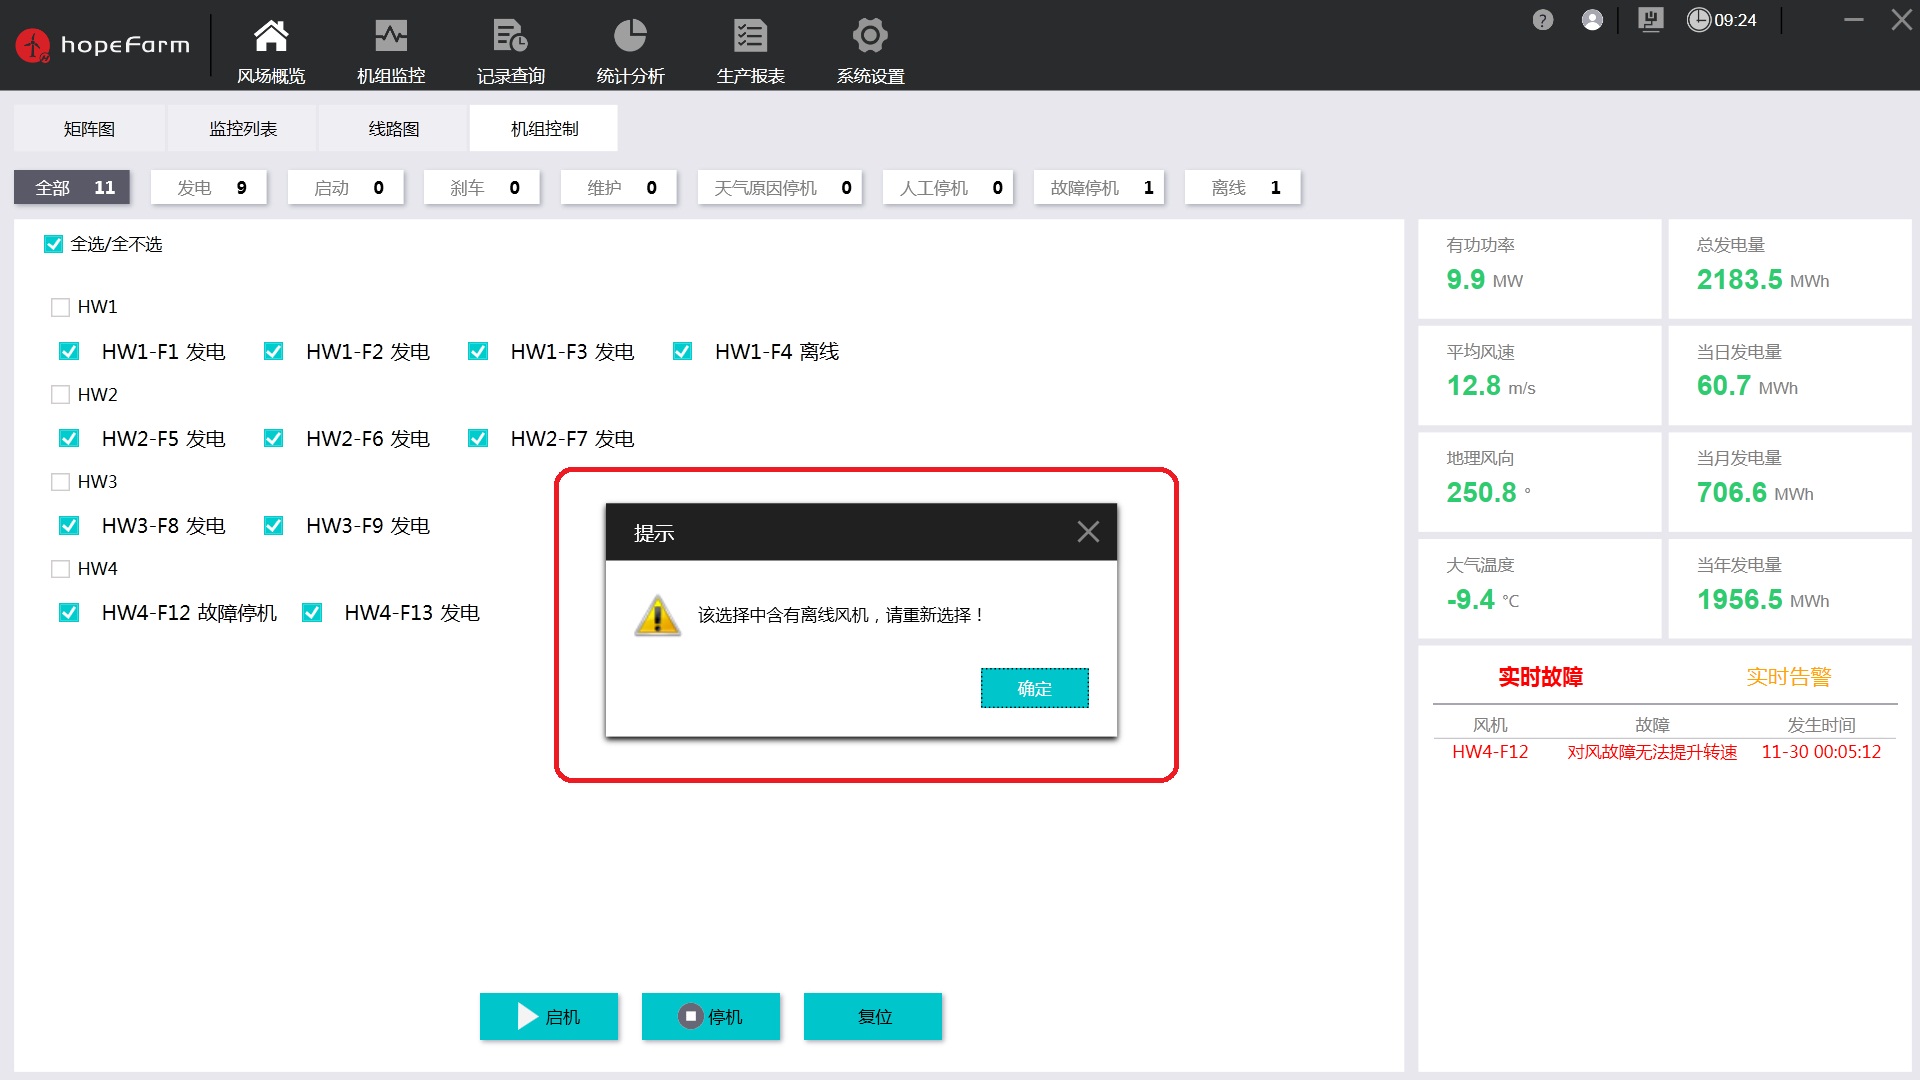 hopeFarm
风场概览 机组监控 记录查询 统计分析 生产报表 系统设置
? 09:24
矩阵图 监控列表 线路图 机组控制
全部 11 发电 9 启动 0 刹车 0 维护 0 天气原因停机 0 人工停机 0 故障停机 1 离线 1
全选/全不选
HW1
HW1-F1 发电 HW1-F2 发电 HW1-F3 发电 HW1-F4 离线
HW2
HW2-F5 发电 HW2-F6 发电 HW2-F7 发电
HW3
HW3-F8 发电 HW3-F9 发电
HW4
HW4-F12 故障停机 HW4-F13 发电
提示
该选择中含有离线风机，请重新选择！
确定
启机 停机 复位
有功功率 总发电量
9.9 MW 2183.5 MWh
平均风速 当日发电量
12.8 m/s 60.7 MWh
地理风向 当月发电量
250.8 ° 706.6 MWh
大气温度 当年发电量
-9.4 ℃ 1956.5 MWh
实时故障 实时告警
风机 故障 发生时间
HW4-F12 对风故障无法提升转速 11-30 00:05:12